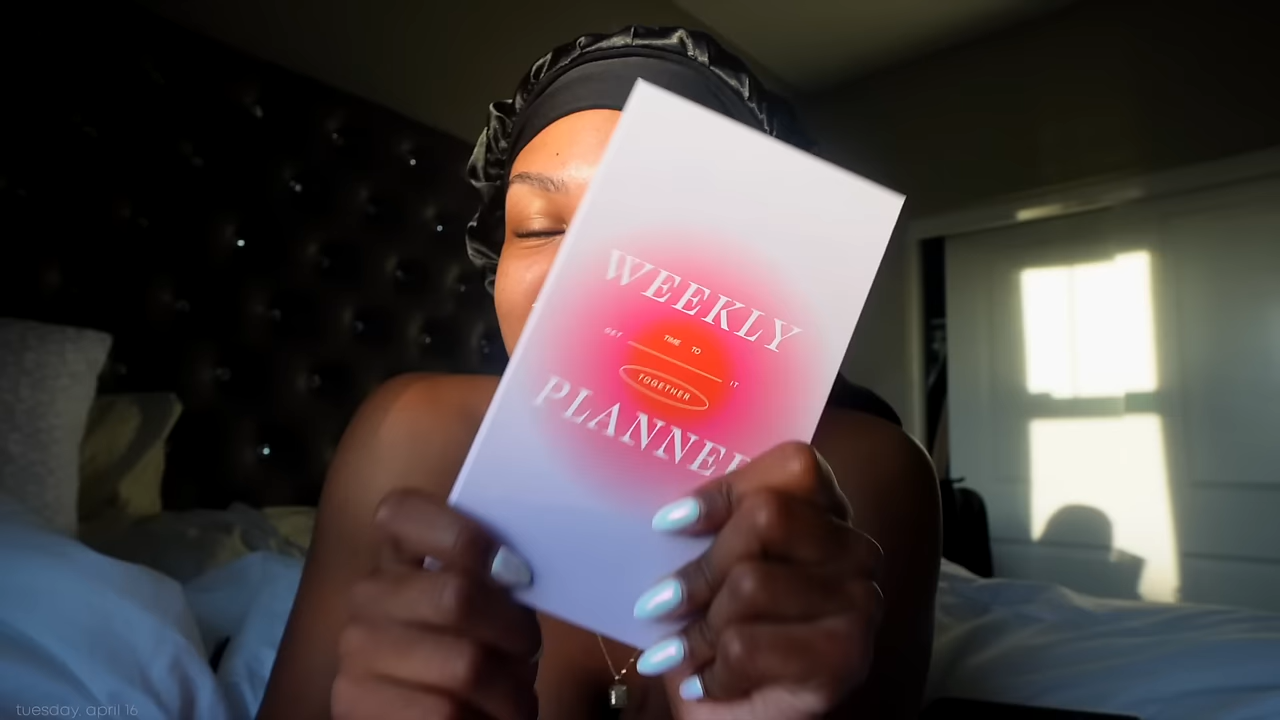 WEEKLY
GET TIME TO IT
TOGETHER
PLANNER
tuesday, april 16